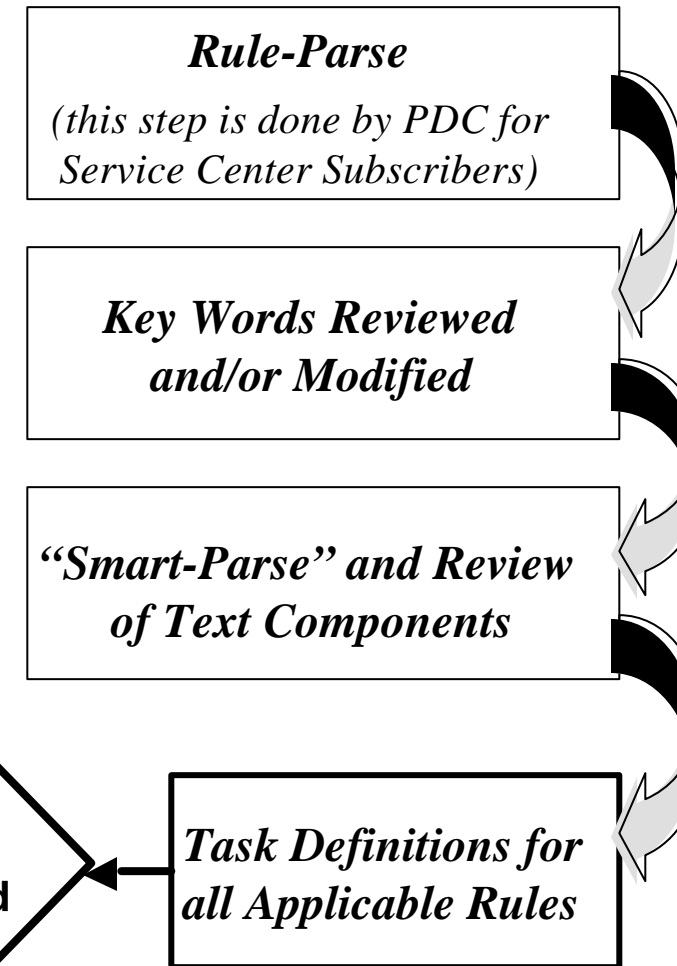 Rule-Parse
(this step is done by PDC for
Service Center Subscribers)
Key Words Reviewed
and/or Modified
“Smart-Parse” and Review
of Text Components
Task Definitions for
all Applicable Rules